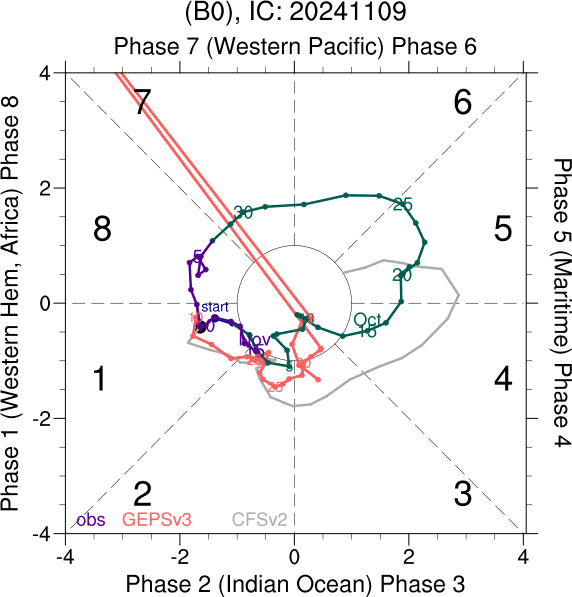 (B0), IC: 20241109
Phase 7 (Western Pacific) Phase 6
4
7
6
Phase 1 (Western Hem, Africa) Phase 8
Phase 5 (Maritime) Phase 4
2
30
25
8
5
5
20
0
start
Oct
15
Nov
1
4
-2
2
3
obs
GEPSv3
CFSv2
-4
-4
-2
0
2
4
Phase 2 (Indian Ocean) Phase 3